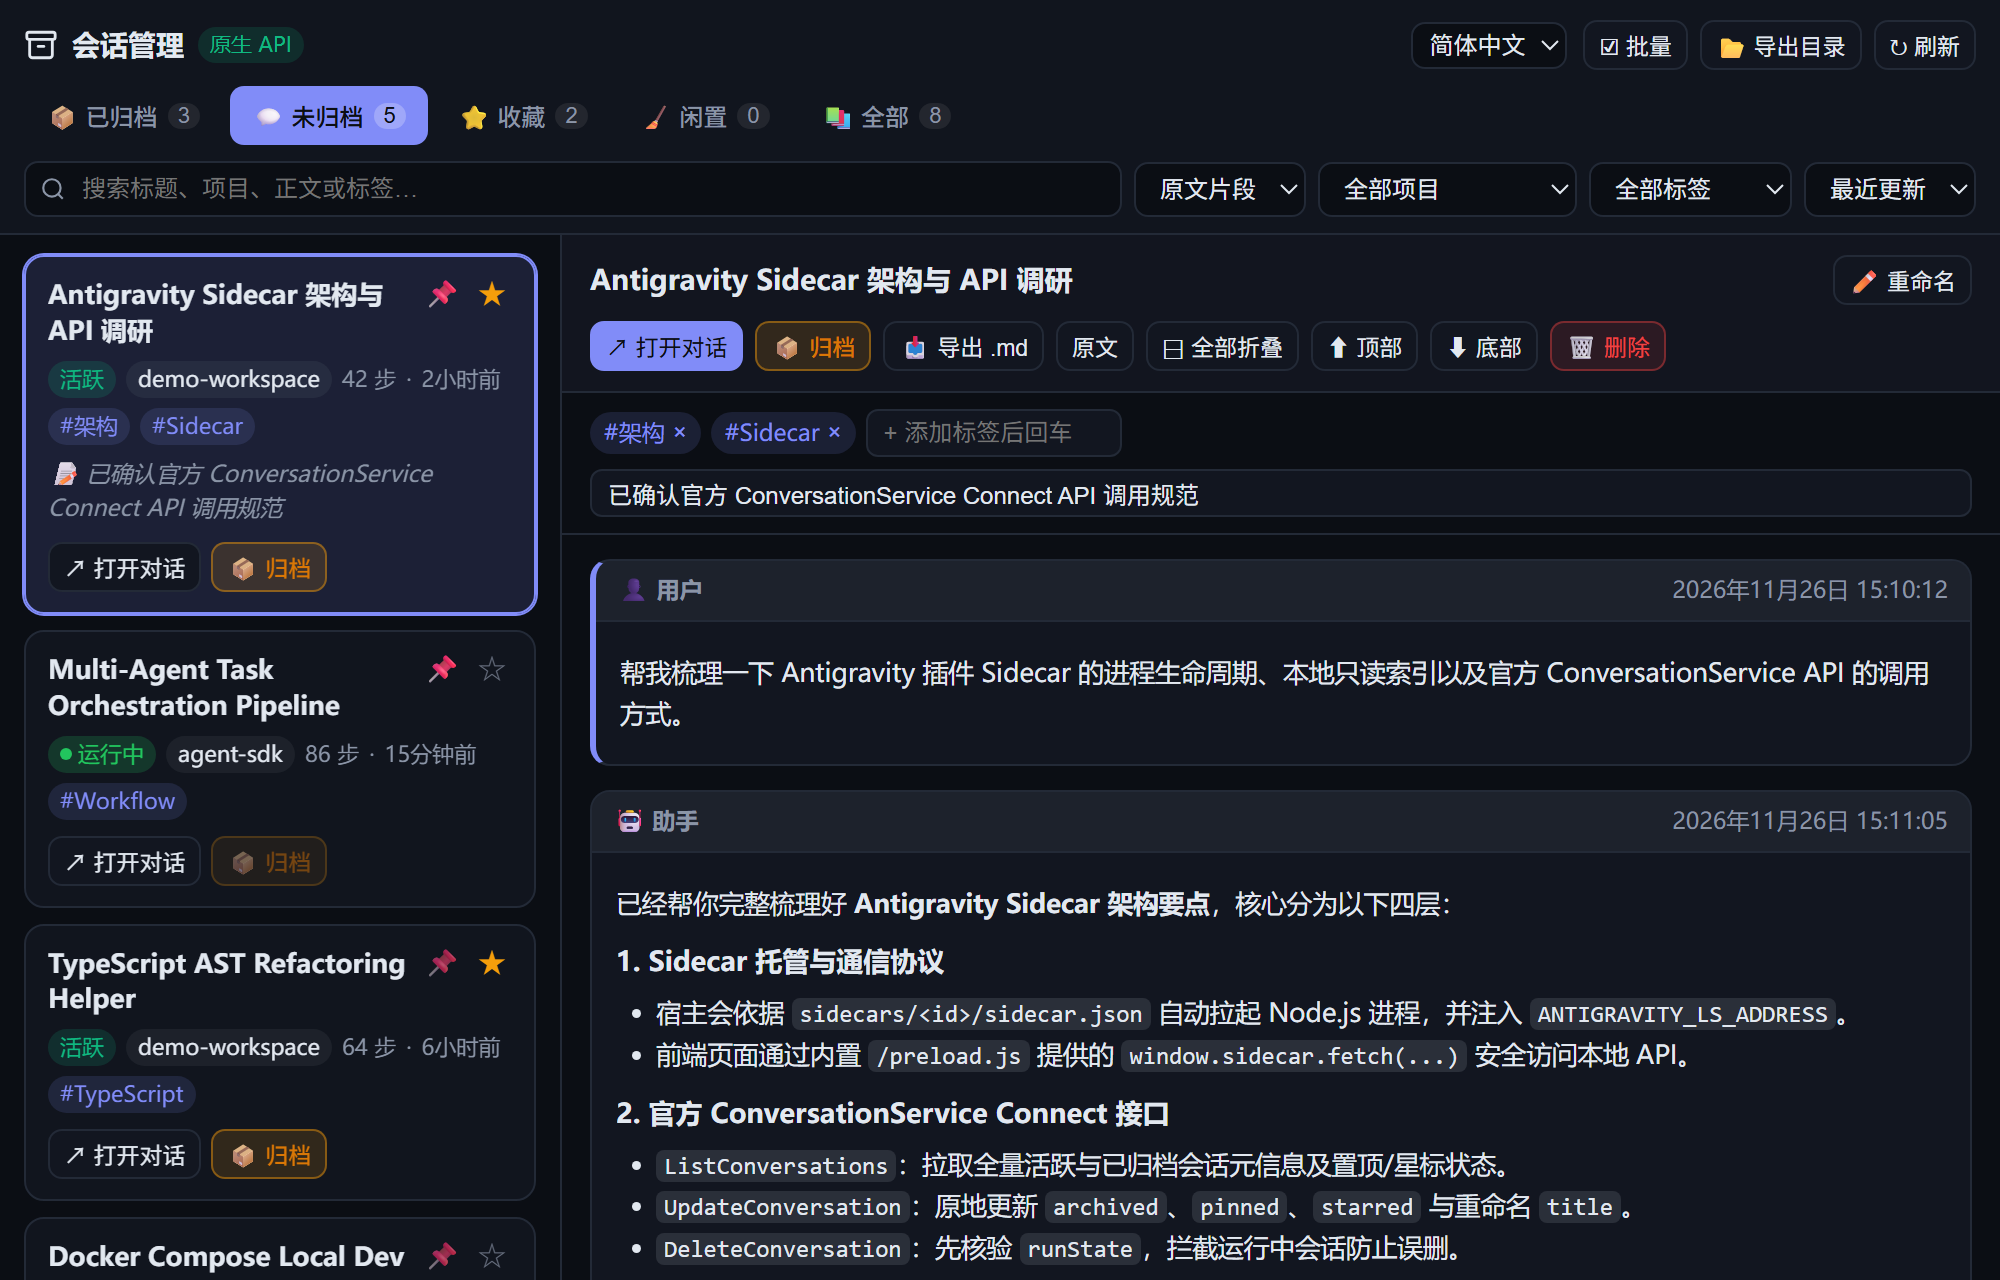 会话管理 原生 API
简体中文 批量 导出目录 刷新
已归档 3 未归档 5 收藏 2 闲置 0 全部 8
搜索标题、项目、正文或标签... 原文片段 全部项目 全部标签 最近更新
Antigravity Sidecar 架构与
API 调研
活跃 demo-workspace 42 步 · 2小时前
#架构 #Sidecar
已确认官方 ConversationService
Connect API 调用规范
↗ 打开对话 归档
Multi-Agent Task
Orchestration Pipeline
运行中 agent-sdk 86 步 · 15分钟前
#Workflow
↗ 打开对话 归档
TypeScript AST Refactoring
Helper
活跃 demo-workspace 64 步 · 6小时前
#TypeScript
↗ 打开对话 归档
Docker Compose Local Dev
Antigravity Sidecar 架构与 API 调研 重命名
↗ 打开对话 归档 导出 .md 原文 全部折叠 顶部 底部 删除
#架构 × #Sidecar × + 添加标签后回车
已确认官方 ConversationService Connect API 调用规范
用户 2026年11月26日 15:10:12
帮我梳理一下 Antigravity 插件 Sidecar 的进程生命周期、本地只读索引以及官方 ConversationService API 的调用
方式。
助手 2026年11月26日 15:11:05
已经帮你完整梳理好 Antigravity Sidecar 架构要点，核心分为以下四层：
1. Sidecar 托管与通信协议
• 宿主会依据 sidecars/<id>/sidecar.json 自动拉起 Node.js 进程，并注入 ANTIGRAVITY_LS_ADDRESS。
• 前端页面通过内置 /preload.js 提供的 window.sidecar.fetch(...) 安全访问本地 API。
2. 官方 ConversationService Connect 接口
• ListConversations：拉取全量活跃与已归档会话元信息及置顶/星标状态。
• UpdateConversation：原地更新 archived、pinned、starred 与重命名 title。
• DeleteConversation：先核验 runState，拦截运行中会话防止误删。